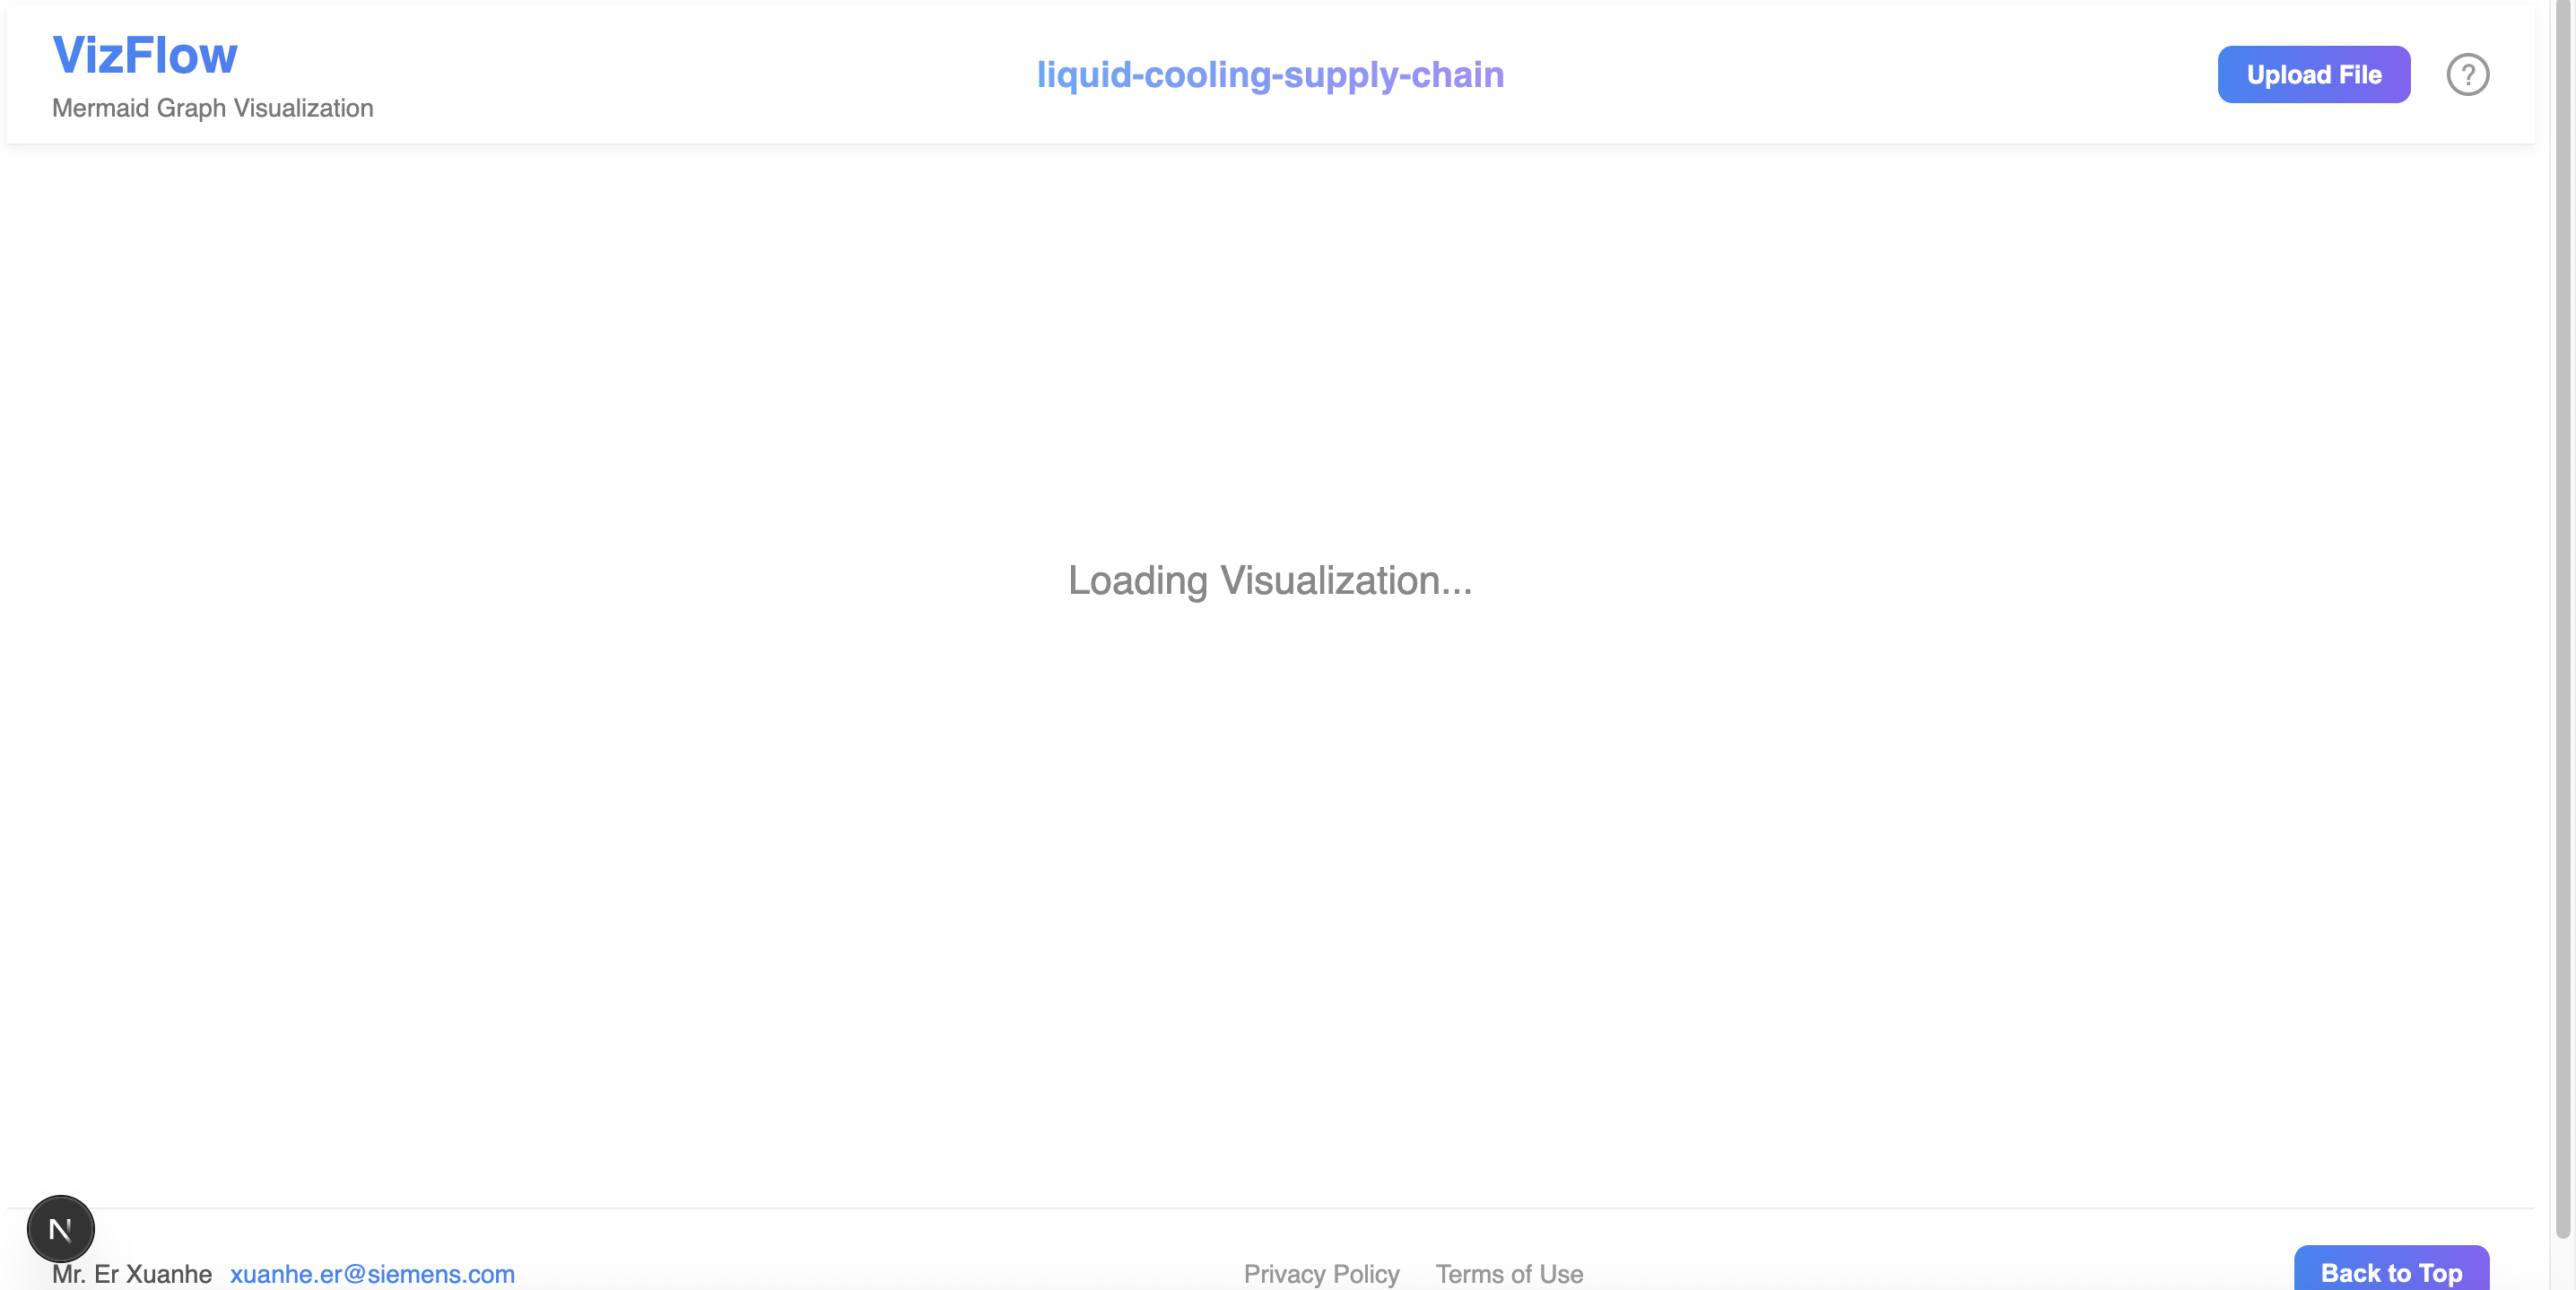 VizFlow
Mermaid Graph Visualization
liquid-cooling-supply-chain
Upload File
?
Loading Visualization...
N
Mr. Er Xuanhe xuanhe.er@siemens.com
Privacy Policy
Terms of Use
Back to Top